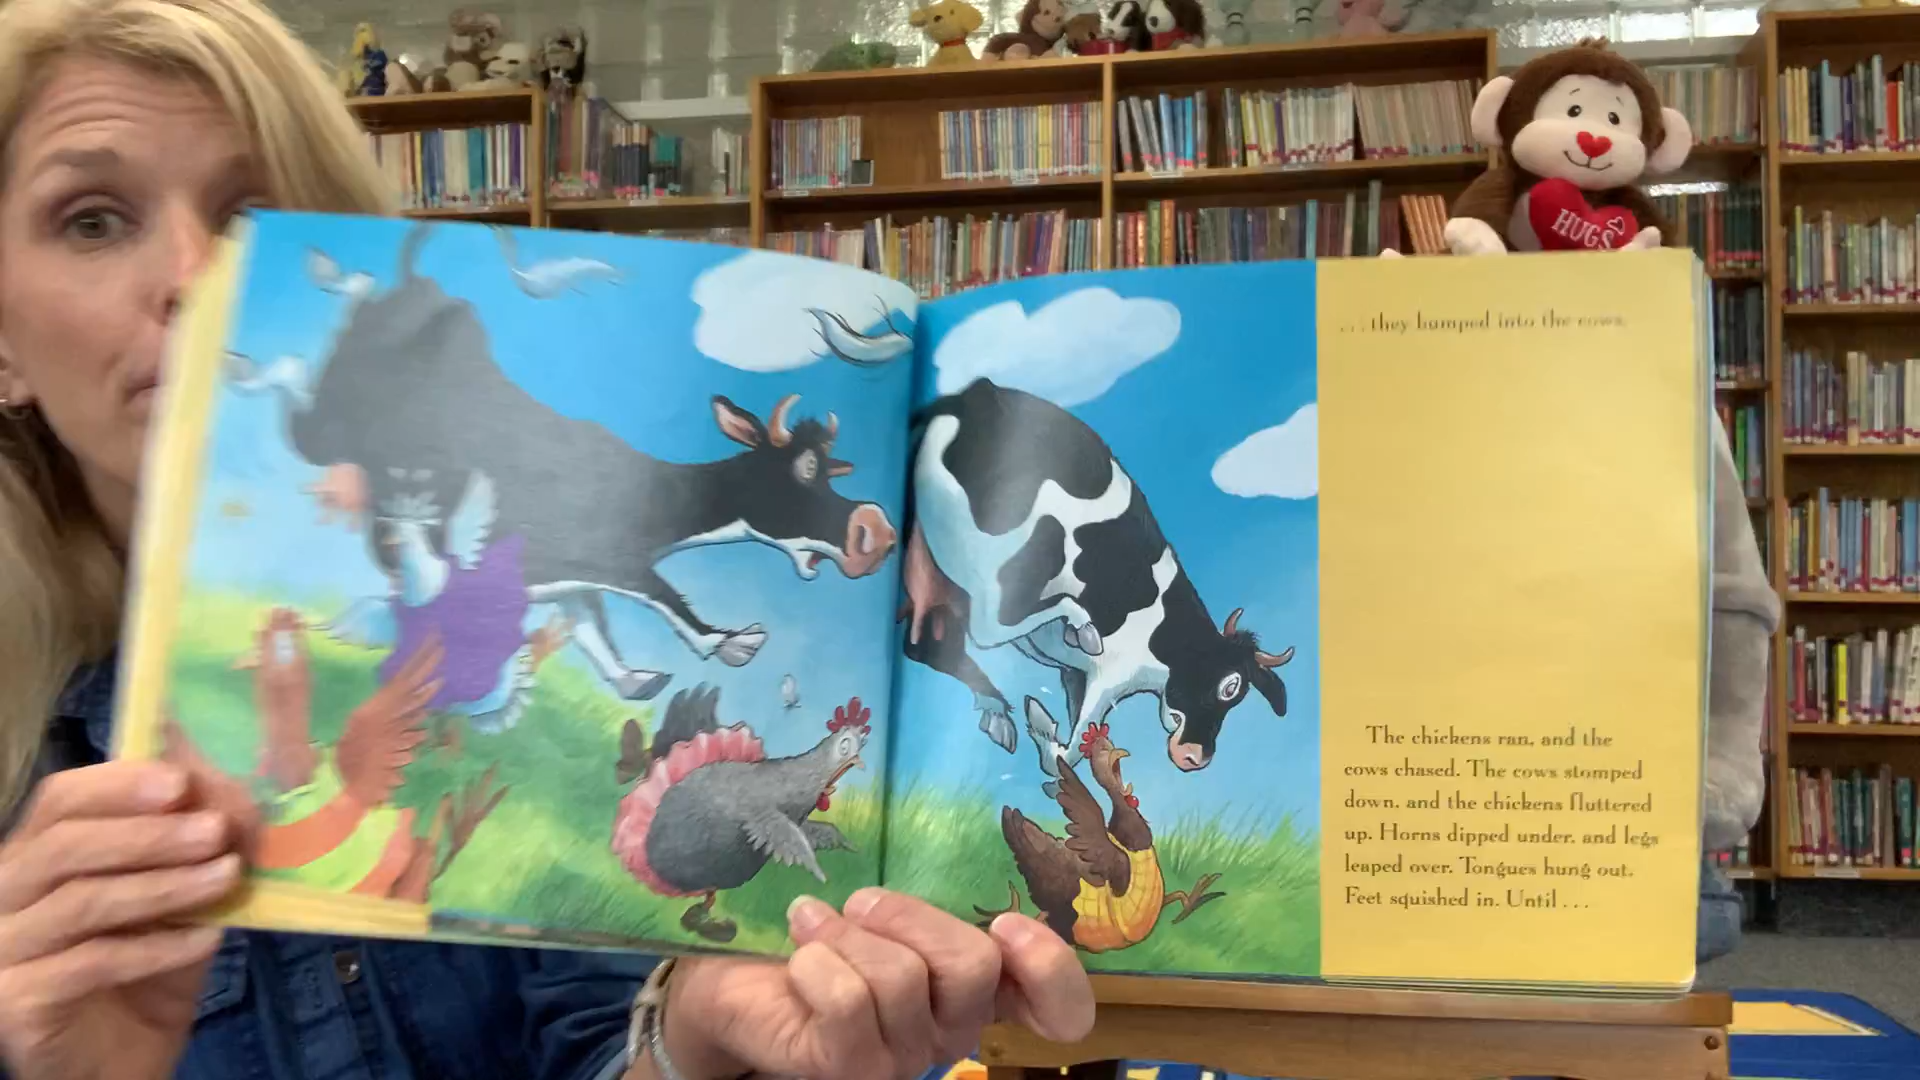 HUGS
. . . they bumped into the cows.
The chickens ran, and the
cows chased. The cows stomped
down, and the chickens fluttered
up. Horns dipped under, and legs
leaped over. Tongues hung out.
Feet squished in. Until . . .